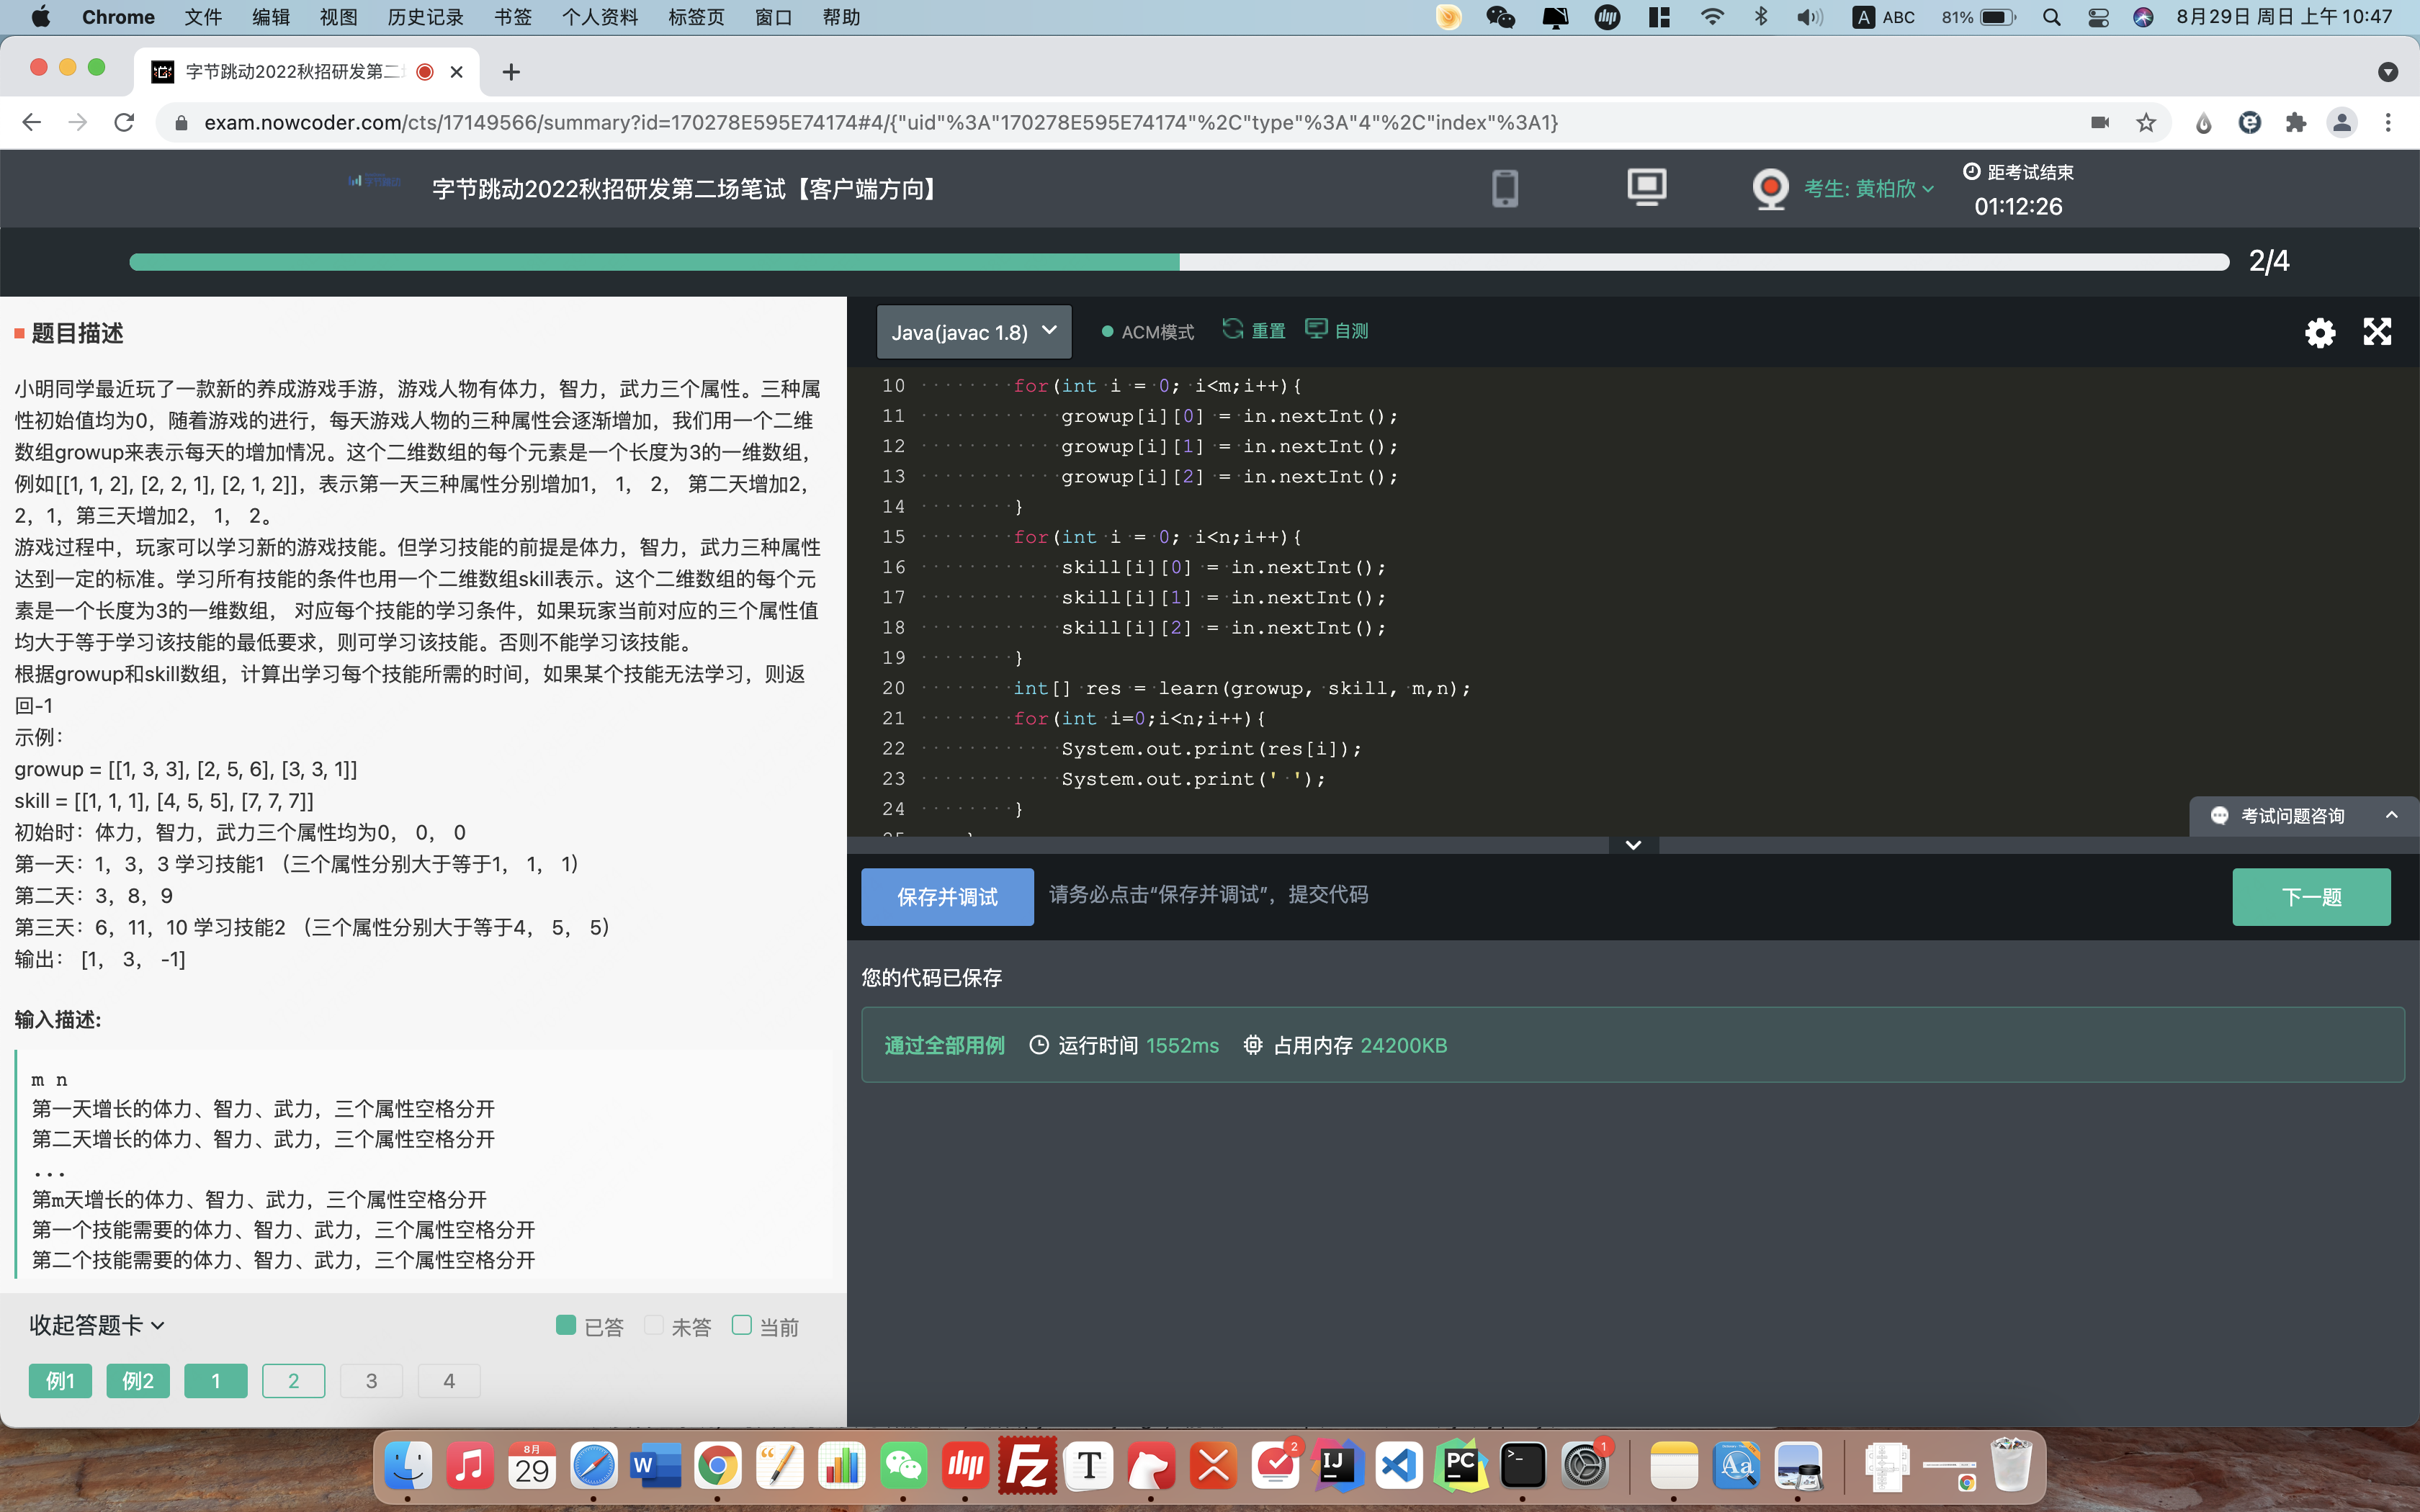 Chrome 文件 编辑 视图 历史记录 书签 个人资料 标签页 窗口 帮助
A ABC 81% 8月29日 周日 上午10:47
字节跳动2022秋招研发第二
exam.nowcoder.com/cts/17149566/summary?id=170278E595E74174#4/{"uid"%3A"170278E595E74174"%2C"type"%3A"4"%2C"index"%3A1}
字节跳动2022秋招研发第二场笔试【客户端方向】
考生: 黄柏欣
距考试结束
01:12:26
2/4
题目描述
小明同学最近玩了一款新的养成游戏手游，游戏人物有体力，智力，武力三个属性。三种属
性初始值均为0，随着游戏的进行，每天游戏人物的三种属性会逐渐增加，我们用一个二维
数组growup来表示每天的增加情况。这个二维数组的每个元素是一个长度为3的一维数组，
例如[[1, 1, 2], [2, 2, 1], [2, 1, 2]]，表示第一天三种属性分别增加1， 1， 2， 第二天增加2，
2，1，第三天增加2， 1， 2。
游戏过程中，玩家可以学习新的游戏技能。但学习技能的前提是体力，智力，武力三种属性
达到一定的标准。学习所有技能的条件也用一个二维数组skill表示。这个二维数组的每个元
素是一个长度为3的一维数组， 对应每个技能的学习条件，如果玩家当前对应的三个属性值
均大于等于学习该技能的最低要求，则可学习该技能。否则不能学习该技能。
根据growup和skill数组，计算出学习每个技能所需的时间，如果某个技能无法学习，则返
回-1
示例：
growup = [[1, 3, 3], [2, 5, 6], [3, 3, 1]]
skill = [[1, 1, 1], [4, 5, 5], [7, 7, 7]]
初始时：体力，智力，武力三个属性均为0， 0， 0
第一天：1，3，3 学习技能1 （三个属性分别大于等于1， 1， 1）
第二天：3，8，9
第三天：6，11，10 学习技能2 （三个属性分别大于等于4， 5， 5）
输出： [1， 3， -1]
输入描述:
m n
第一天增长的体力、智力、武力，三个属性空格分开
第二天增长的体力、智力、武力，三个属性空格分开
...
第m天增长的体力、智力、武力，三个属性空格分开
第一个技能需要的体力、智力、武力，三个属性空格分开
第二个技能需要的体力、智力、武力，三个属性空格分开
收起答题卡
已答 未答 当前
例1 例2 1 2 3 4
Java(javac 1.8) ACM模式 重置 自测
10 for(int i = 0; i<m;i++){
11 growup[i][0] = in.nextInt();
12 growup[i][1] = in.nextInt();
13 growup[i][2] = in.nextInt();
14 }
15 for(int i = 0; i<n;i++){
16 skill[i][0] = in.nextInt();
17 skill[i][1] = in.nextInt();
18 skill[i][2] = in.nextInt();
19 }
20 int[] res = learn(growup, skill, m,n);
21 for(int i=0;i<n;i++){
22 System.out.print(res[i]);
23 System.out.print(' ');
24 }
考试问题咨询
保存并调试 请务必点击“保存并调试”，提交代码
下一题
您的代码已保存
通过全部用例 运行时间 1552ms 占用内存 24200KB
8月
29
W
Fz
T
2
IJ
PC
>_
1
Aa